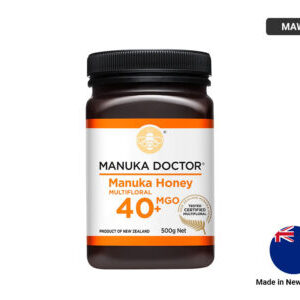 MAW
MANUKA DOCTOR®
Manuka Honey
MULTIFLORAL
40+ MGO
TESTED
CERTIFIED
MULTIFLORAL
PRODUCT OF NEW ZEALAND
500g Net
Made in New